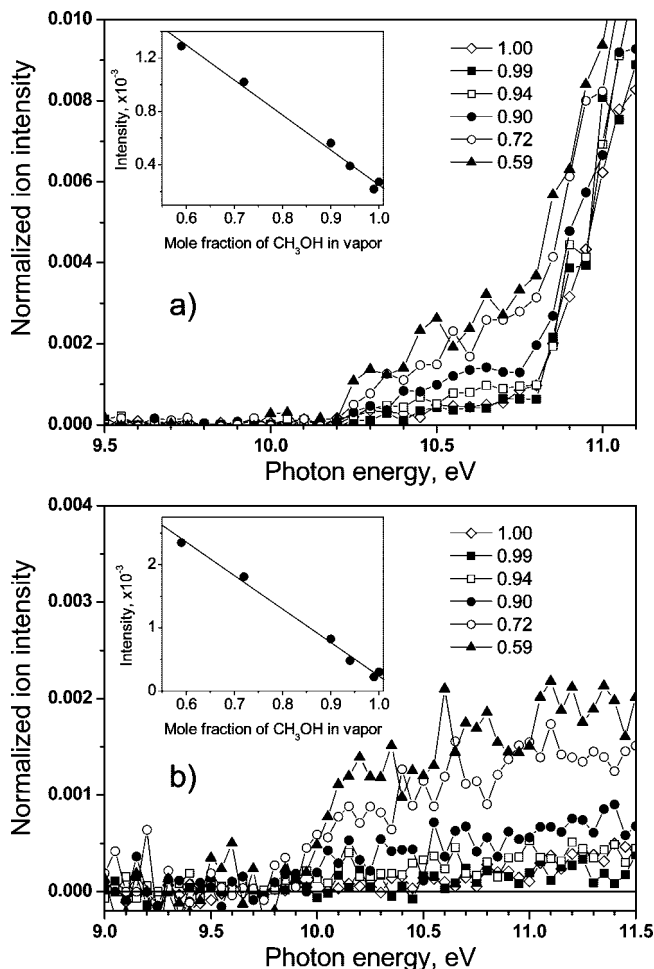 0.010
0.008
0.006
0.004
0.002
0.000
Normalized ion intensity
1.2
0.8
0.4
Intensity, x10⁻³
0.6 0.7 0.8 0.9 1.0
Mole fraction of CH₃OH in vapor
1.00
0.99
0.94
0.90
0.72
0.59
a)
9.5 10.0 10.5 11.0
Photon energy, eV
0.004
0.003
0.002
0.001
0.000
Normalized ion intensity
2
1
0
Intensity, x10⁻³
0.6 0.7 0.8 0.9 1.0
Mole fraction of CH₃OH in vapor
1.00
0.99
0.94
0.90
0.72
0.59
b)
9.0 9.5 10.0 10.5 11.0 11.5
Photon energy, eV